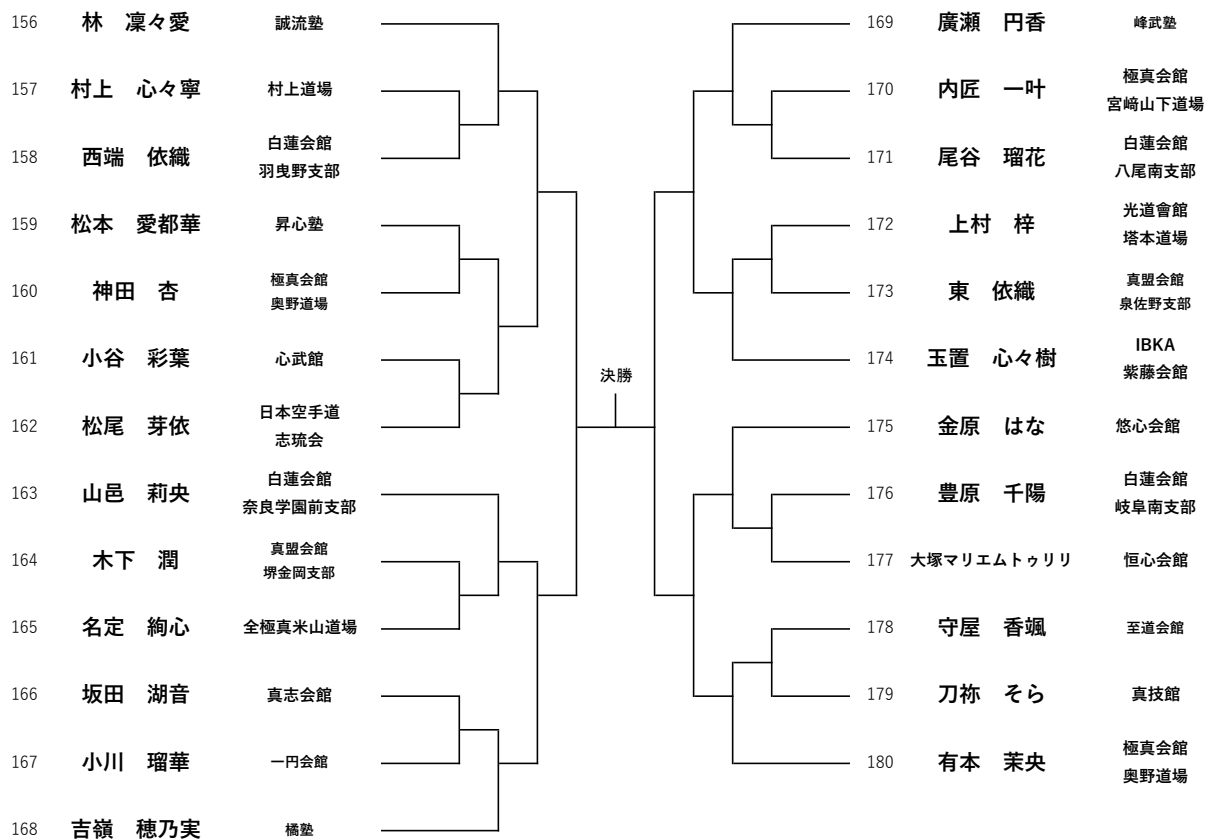 156 林 凜々愛 誠流塾
157 村上 心々寧 村上道場
158 西端 依織 白蓮会館
羽曳野支部
159 松本 愛都華 昇心塾
160 神田 杏 極真会館
奥野道場
161 小谷 彩葉 心武館
162 松尾 芽依 日本空手道
志琉会
163 山邑 莉央 白蓮会館
奈良学園前支部
164 木下 潤 真盟会館
堺金岡支部
165 名定 絢心 全極真米山道場
166 坂田 湖音 真志会館
167 小川 瑠華 一円会館
168 吉嶺 穂乃実 橘塾
決勝
169 廣瀬 円香 峰武塾
170 内匠 一叶 極真会館
宮﨑山下道場
171 尾谷 瑠花 白蓮会館
八尾南支部
172 上村 梓 光道會館
塔本道場
173 東 依織 真盟会館
泉佐野支部
174 玉置 心々樹 IBKA
紫藤会館
175 金原 はな 悠心会館
176 豊原 千陽 白蓮会館
岐阜南支部
177 大塚マリエムトゥリリ 恒心会館
178 守屋 香颯 至道会館
179 刀祢 そら 真技館
180 有本 茉央 極真会館
奥野道場